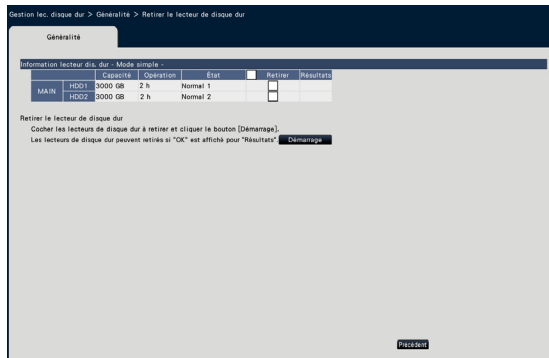 Gestion lec. disque dur > Généralité > Retirer le lecteur de disque dur
Généralité
Information lecteur dis. dur - Mode simple -
Capacité Opération État Retirer Résultats
MAIN
HDD1 3000 GB 2 h Normal 1
HDD2 3000 GB 2 h Normal 2
Retirer le lecteur de disque dur
Cocher les lecteurs de disque dur à retirer et cliquer le bouton [Démarrage].
Les lecteurs de disque dur peuvent retirés si "OK" est affiché pour "Résultats". Démarrage
Précédent